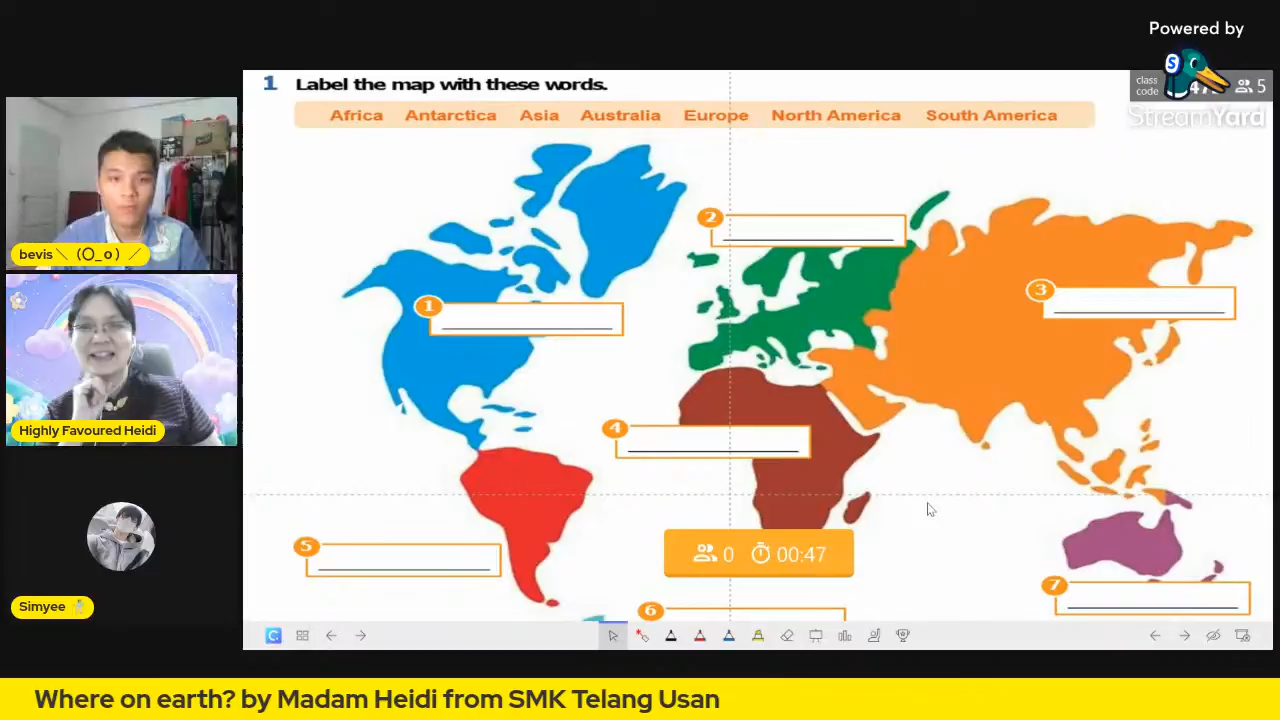 Powered by
StreamYard
class
code
5
1 Label the map with these words.
Africa Antarctica Asia Australia Europe North America South America
2
1
3
4
5
0 00:47
6
7
bevis ＼（〇_ｏ）／
Highly Favoured Heidi
Simyee
Where on earth? by Madam Heidi from SMK Telang Usan